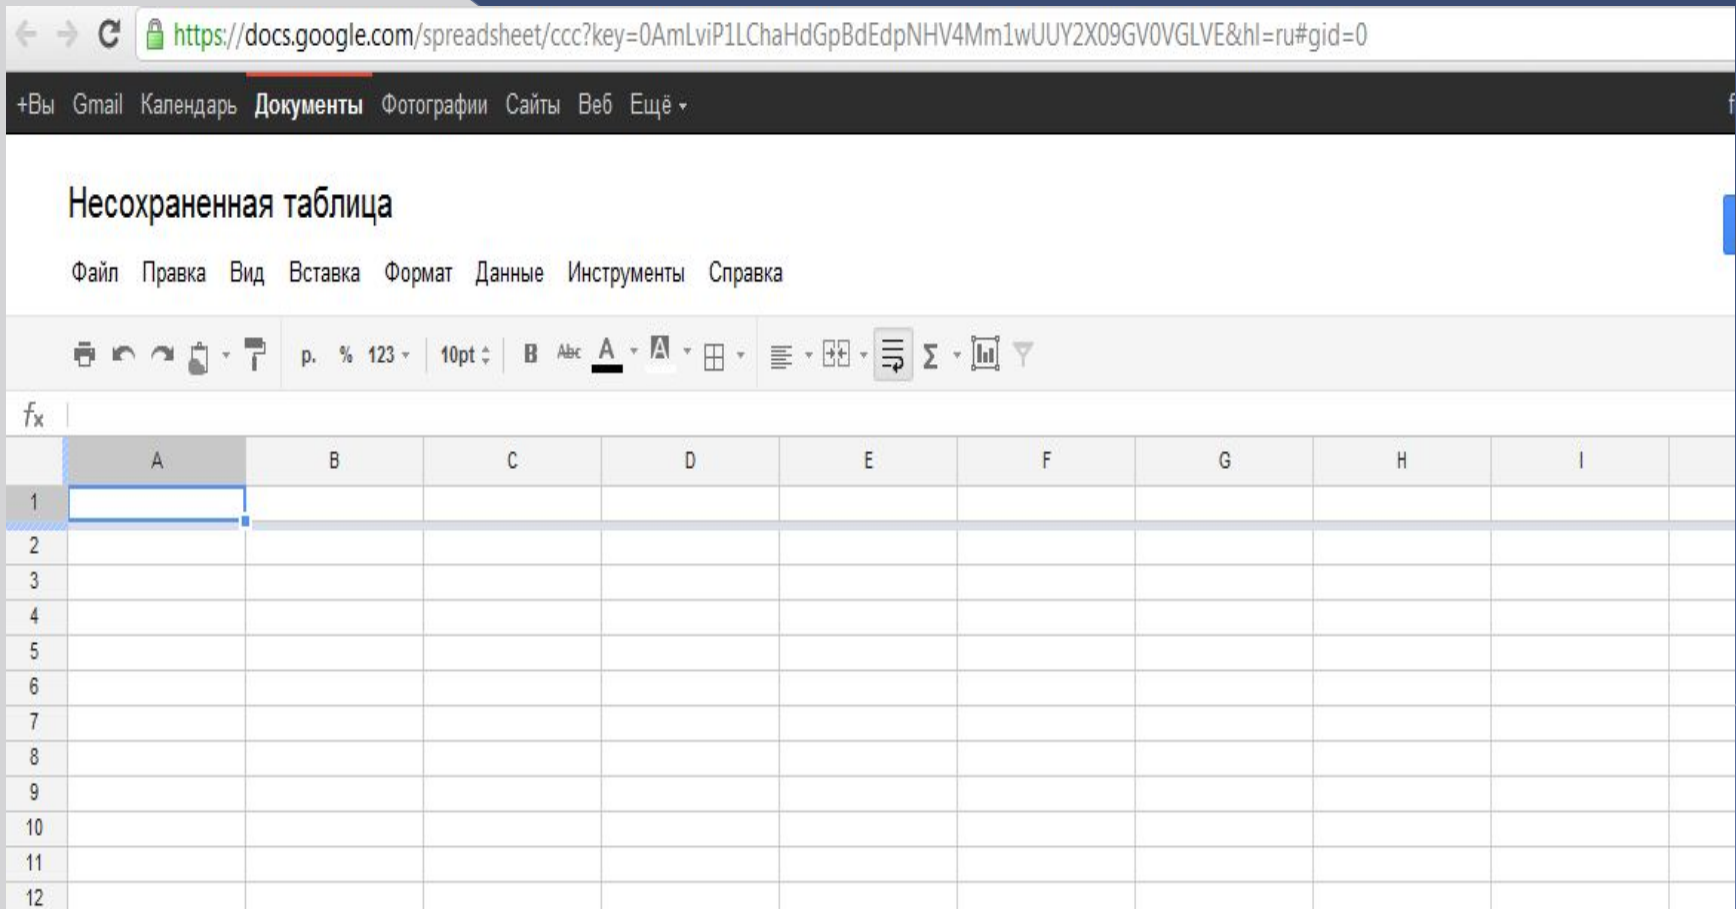 https://docs.google.com/spreadsheet/ccc?key=0AmLviP1LChaHdGpBdEdpNHV4Mm1wUUY2X09GV0VGLVE&hl=ru#gid=0
+Вы Gmail Календарь Документы Фотографии Сайты Веб Ещё
Несохраненная таблица
Файл Правка Вид Вставка Формат Данные Инструменты Справка
р. % 123 10pt B Abc A A Σ
fx
A B C D E F G H I
1
2
3
4
5
6
7
8
9
10
11
12